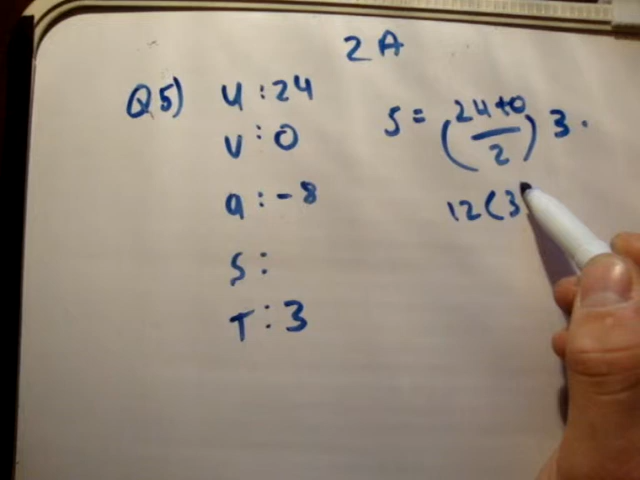 2A
Q5) u : 24
v : 0
a : -8
s :
T : 3
s = (24+0/2) 3.
12(3